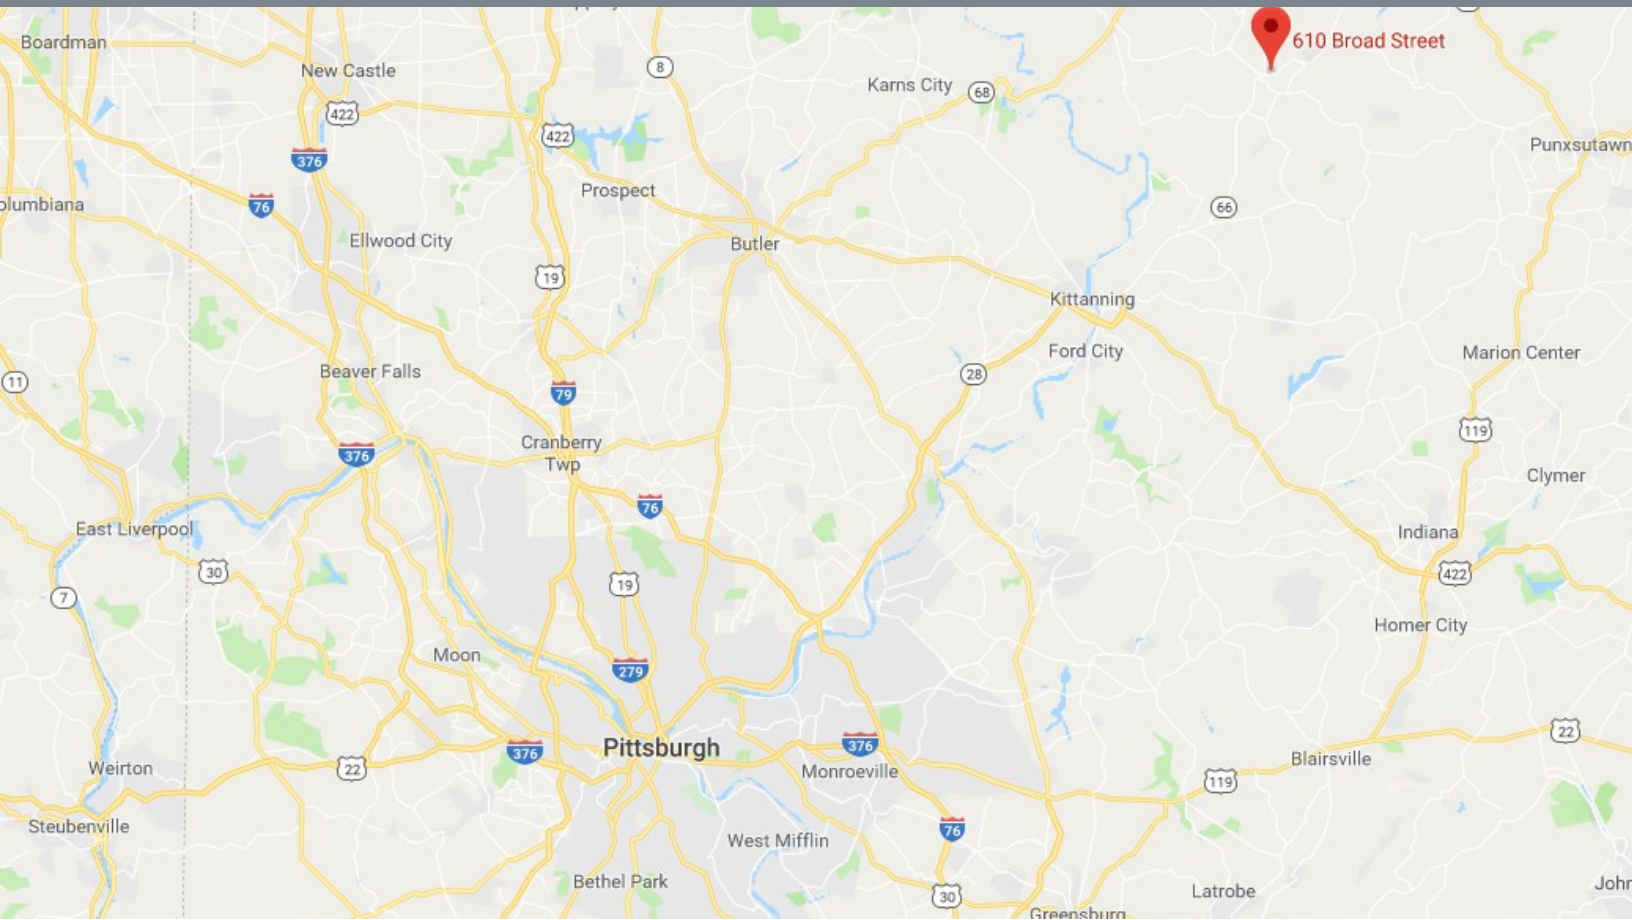 Boardman
New Castle
8
Karns City
68
610 Broad Street
422
422
376
Punxsutawn
Prospect
76
olumbiana
66
Ellwood City
Butler
19
Kittanning
Ford City
Marion Center
Beaver Falls
28
11
79
119
Cranberry
Twp
376
Clymer
76
East Liverpool
Indiana
30
422
19
7
Homer City
Moon
279
22
Pittsburgh
376
376
Blairsville
Weirton
22
Monroeville
119
Steubenville
76
West Mifflin
Bethel Park
Latrobe
John
30
Greensburg